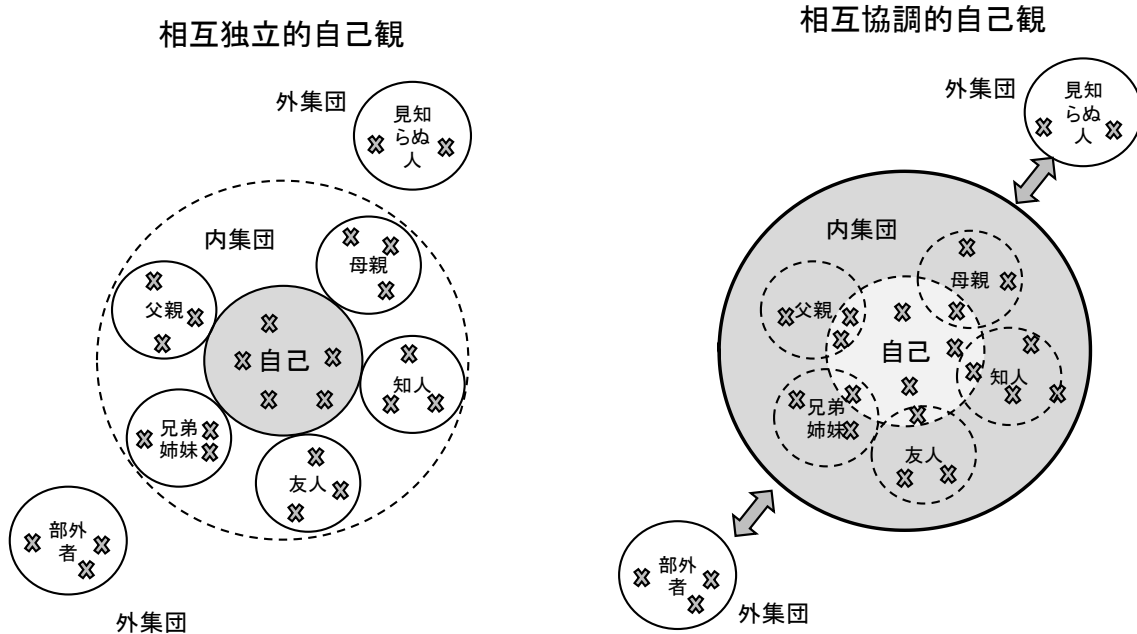 相互独立的自己観
外集団
見知
らぬ
人
内集団
母親
父親
自己
知人
兄弟
姉妹
友人
部外
者
外集団
相互協調的自己観
外集団
見知
らぬ
人
内集団
母親
父親
自己
知人
兄弟
姉妹
友人
部外
者
外集団